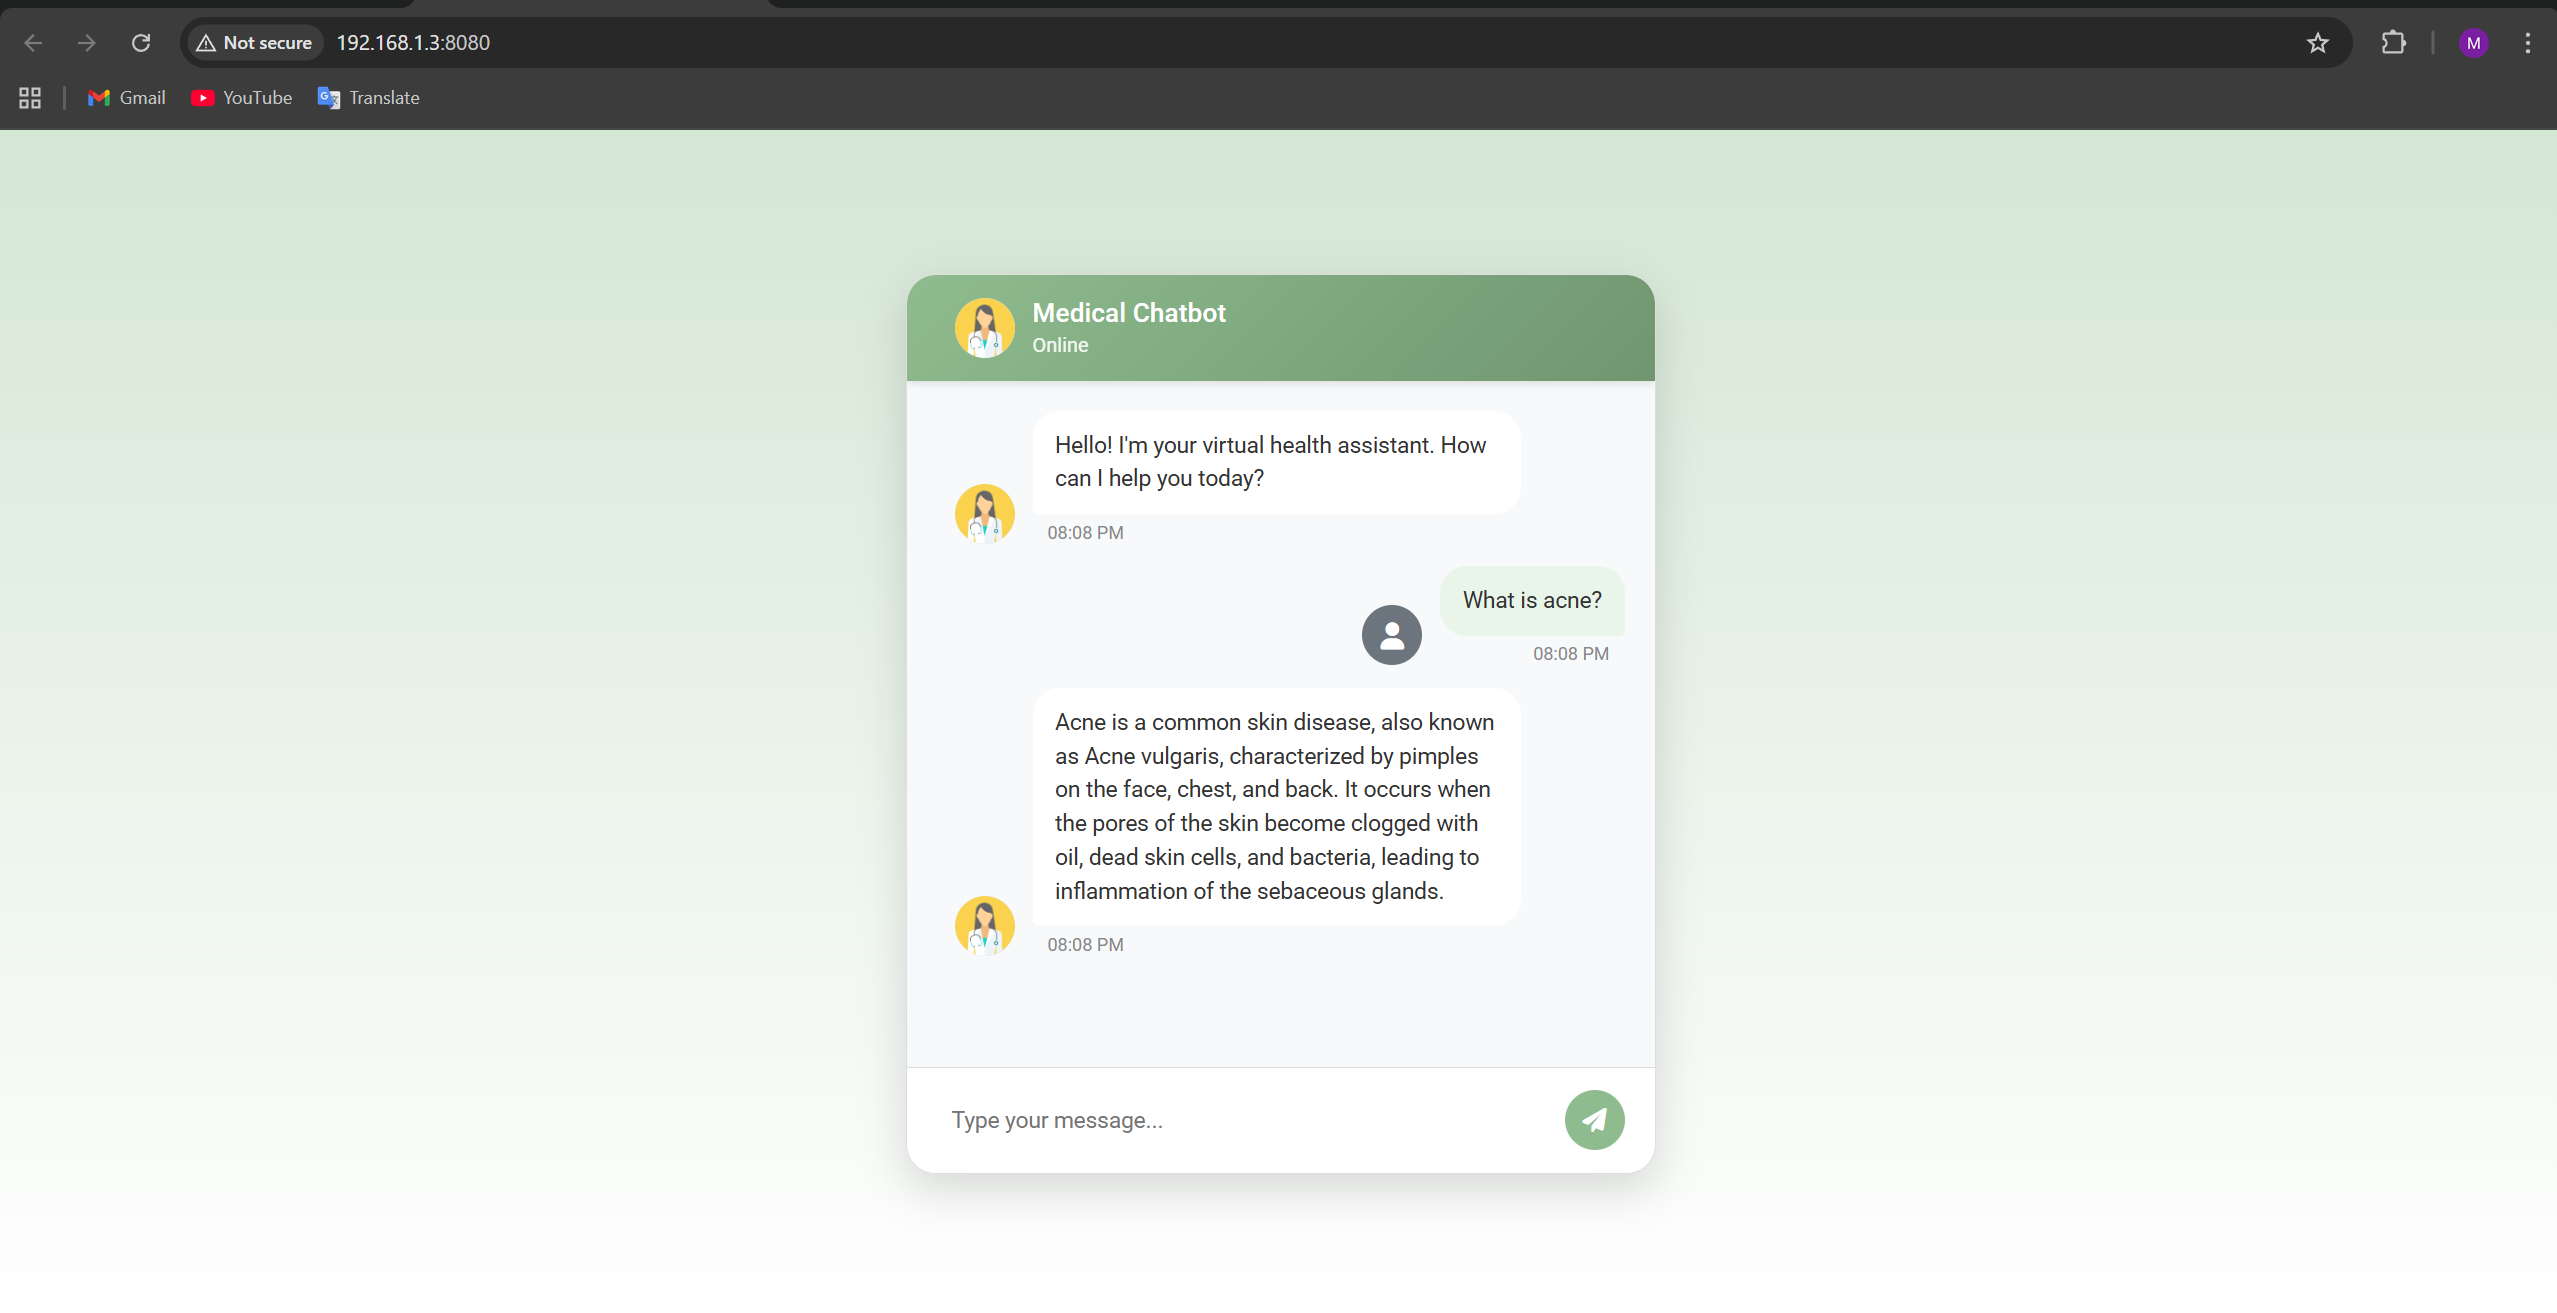 Not secure 192.168.1.3:8080 M
Gmail YouTube Translate
Medical Chatbot
Online
Hello! I'm your virtual health assistant. How
can I help you today?
08:08 PM
What is acne?
08:08 PM
Acne is a common skin disease, also known
as Acne vulgaris, characterized by pimples
on the face, chest, and back. It occurs when
the pores of the skin become clogged with
oil, dead skin cells, and bacteria, leading to
inflammation of the sebaceous glands.
08:08 PM
Type your message...